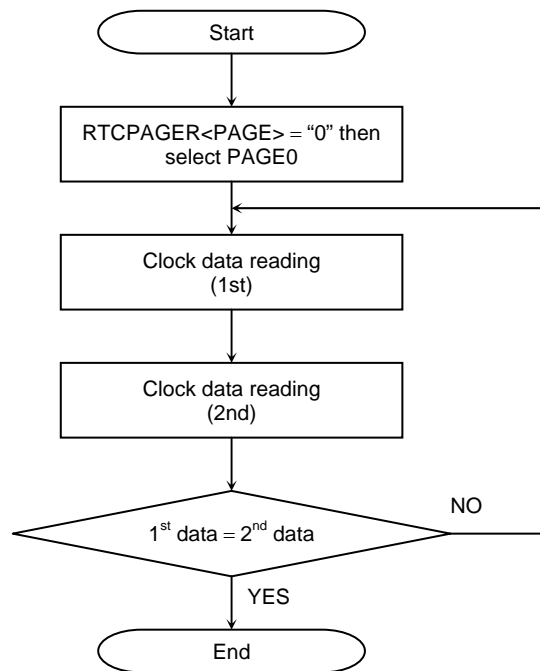 Start
RTCPAGER<PAGE> = “0” then
select PAGE0
Clock data reading
(1st)
Clock data reading
(2nd)
1st data = 2nd data
NO
YES
End